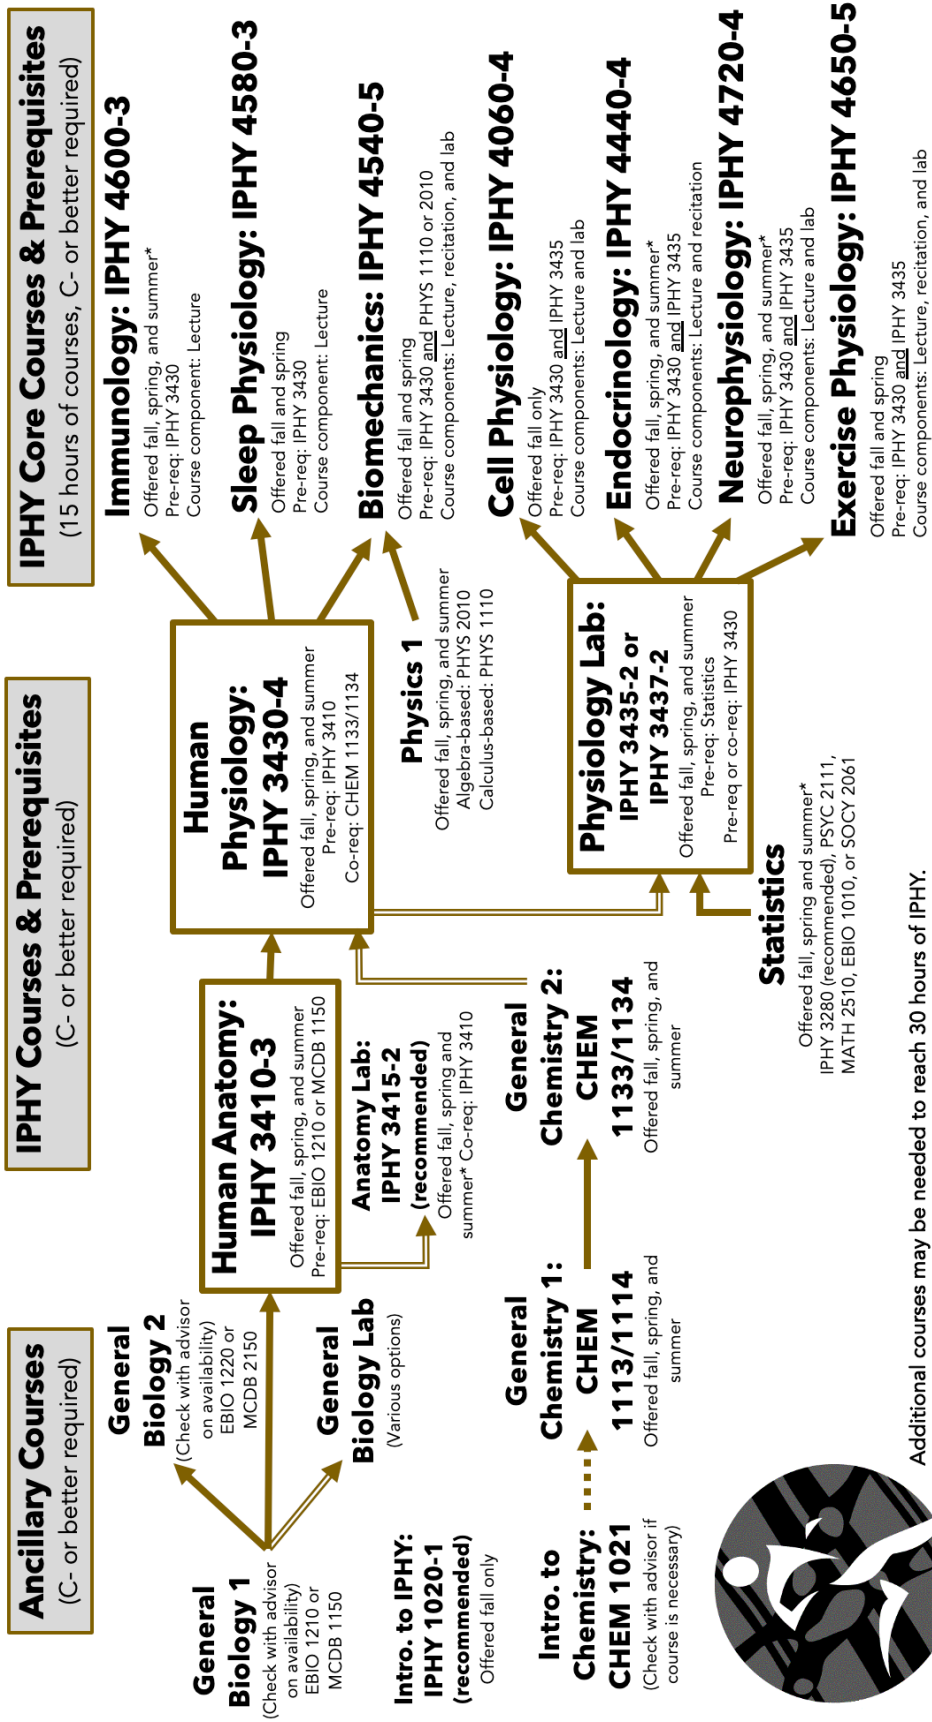 Ancillary Courses
(C- or better required)
General
Biology 1
(Check with advisor
on availability)
EBIO 1210 or
MCDB 1150
General
Biology 2
(Check with advisor
on availability)
EBIO 1220 or
MCDB 2150
General
Biology Lab
(Various options)
Intro. to IPHY:
IPHY 1020-1
(recommended)
Offered fall only
Intro. to
Chemistry:
CHEM 1021
(Check with advisor if
course is necessary)
General
Chemistry 1:
CHEM
1113/1114
Offered fall, spring, and
summer
IPHY Courses & Prerequisites
(C- or better required)
Human Anatomy:
IPHY 3410-3
Offered fall, spring, and summer
Pre-req: EBIO 1210 or MCDB 1150
Anatomy Lab:
IPHY 3415-2
(recommended)
Offered fall, spring and
summer* Co-req: IPHY 3410
General
Chemistry 2:
CHEM
1133/1134
Offered fall, spring, and
summer
Human
Physiology:
IPHY 3430-4
Offered fall, spring, and summer
Pre-req: IPHY 3410
Co-req: CHEM 1133/1134
Physics 1
Offered fall, spring, and summer
Algebra-based: PHYS 2010
Calculus-based: PHYS 1110
Physiology Lab:
IPHY 3435-2 or
IPHY 3437-2
Offered fall, spring, and summer
Pre-req: Statistics
Pre-req or co-req: IPHY 3430
Statistics
Offered fall, spring and summer*
IPHY 3280 (recommended), PSYC 2111,
MATH 2510, EBIO 1010, or SOCY 2061
IPHY Core Courses & Prerequisites
(15 hours of courses, C- or better required)
Immunology: IPHY 4600-3
Offered fall, spring, and summer*
Pre-req: IPHY 3430
Course component: Lecture
Sleep Physiology: IPHY 4580-3
Offered fall and spring
Pre-req: IPHY 3430
Course component: Lecture
Biomechanics: IPHY 4540-5
Offered fall and spring
Pre-req: IPHY 3430 and PHYS 1110 or 2010
Course components: Lecture, recitation, and lab
Cell Physiology: IPHY 4060-4
Offered fall only
Pre-req: IPHY 3430 and IPHY 3435
Course components: Lecture and lab
Endocrinology: IPHY 4440-4
Offered fall, spring, and summer*
Pre-req: IPHY 3430 and IPHY 3435
Course components: Lecture and recitation
Neurophysiology: IPHY 4720-4
Offered fall, spring, and summer*
Pre-req: IPHY 3430 and IPHY 3435
Course components: Lecture and lab
Exercise Physiology: IPHY 4650-5
Offered fall and spring
Pre-req: IPHY 3430 and IPHY 3435
Course components: Lecture, recitation, and lab
Additional courses may be needed to reach 30 hours of IPHY.